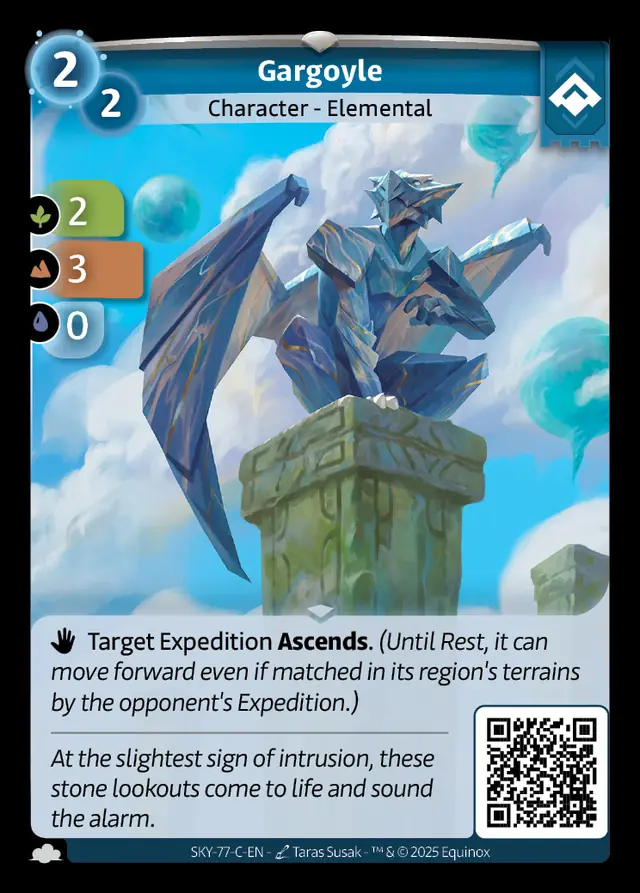 2
2
Gargoyle
Character - Elemental
2
3
0
Target Expedition Ascends. (Until Rest, it can
move forward even if matched in its region's terrains
by the opponent's Expedition.)
At the slightest sign of intrusion, these
stone lookouts come to life and sound
the alarm.
SKY-77-C-EN - Taras Susak - ™ & © 2025 Equinox